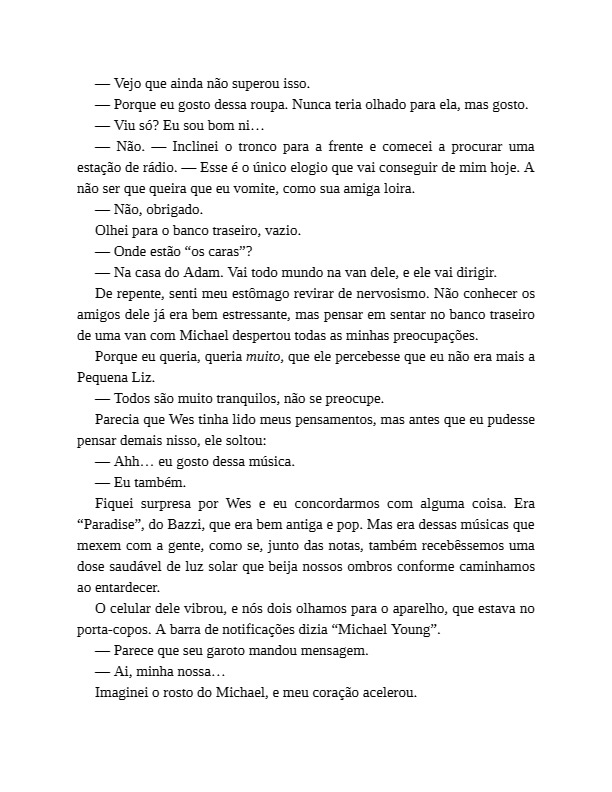 — Vejo que ainda não superou isso.
— Porque eu gosto dessa roupa. Nunca teria olhado para ela, mas gosto.
— Viu só? Eu sou bom ni…
— Não. — Inclinei o tronco para a frente e comecei a procurar uma
estação de rádio. — Esse é o único elogio que vai conseguir de mim hoje. A
não ser que queira que eu vomite, como sua amiga loira.
— Não, obrigado.
Olhei para o banco traseiro, vazio.
— Onde estão “os caras”?
— Na casa do Adam. Vai todo mundo na van dele, e ele vai dirigir.
De repente, senti meu estômago revirar de nervosismo. Não conhecer os
amigos dele já era bem estressante, mas pensar em sentar no banco traseiro
de uma van com Michael despertou todas as minhas preocupações.
Porque eu queria, queria muito, que ele percebesse que eu não era mais a
Pequena Liz.
— Todos são muito tranquilos, não se preocupe.
Parecia que Wes tinha lido meus pensamentos, mas antes que eu pudesse
pensar demais nisso, ele soltou:
— Ahh… eu gosto dessa música.
— Eu também.
Fiquei surpresa por Wes e eu concordarmos com alguma coisa. Era
“Paradise”, do Bazzi, que era bem antiga e pop. Mas era dessas músicas que
mexem com a gente, como se, junto das notas, também recebêssemos uma
dose saudável de luz solar que beija nossos ombros conforme caminhamos
ao entardecer.
O celular dele vibrou, e nós dois olhamos para o aparelho, que estava no
porta-copos. A barra de notificações dizia “Michael Young”.
— Parece que seu garoto mandou mensagem.
— Ai, minha nossa…
Imaginei o rosto do Michael, e meu coração acelerou.